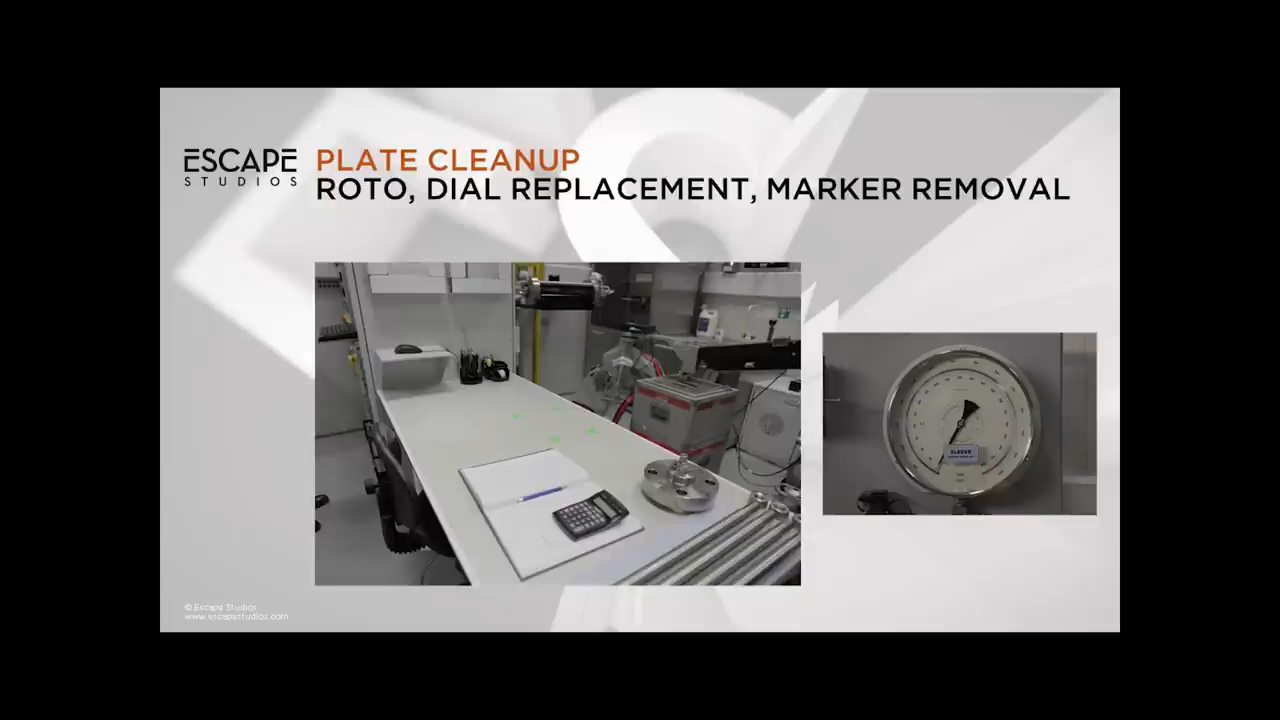 ESCAPE
STUDIOS
PLATE CLEANUP
ROTO, DIAL REPLACEMENT, MARKER REMOVAL
SLEEVE
© Escape Studios
www.escapestudios.com